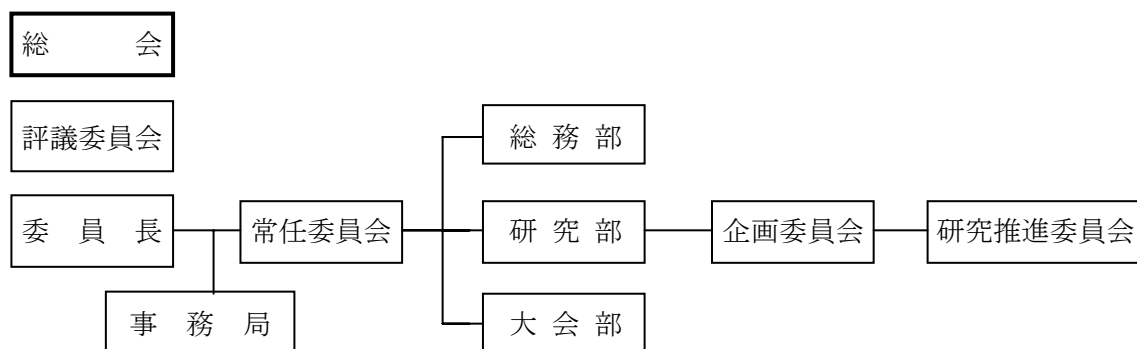 総会
評議委員会
総務部
委員長
常任委員会
研究部
企画委員会
研究推進委員会
事務局
大会部